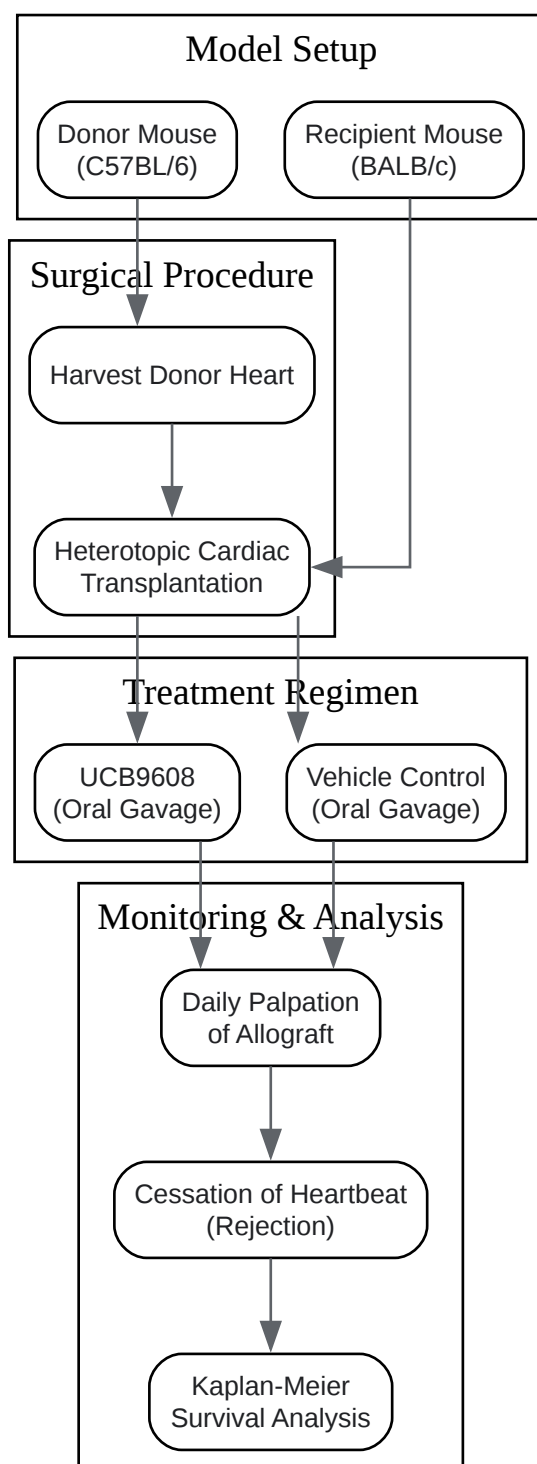 Model Setup
Donor Mouse
(C57BL/6)
Recipient Mouse
(BALB/c)
Surgical Procedure
Harvest Donor Heart
Heterotopic Cardiac
Transplantation
Treatment Regimen
UCB9608
(Oral Gavage)
Vehicle Control
(Oral Gavage)
Monitoring & Analysis
Daily Palpation
of Allograft
Cessation of Heartbeat
(Rejection)
Kaplan-Meier
Survival Analysis